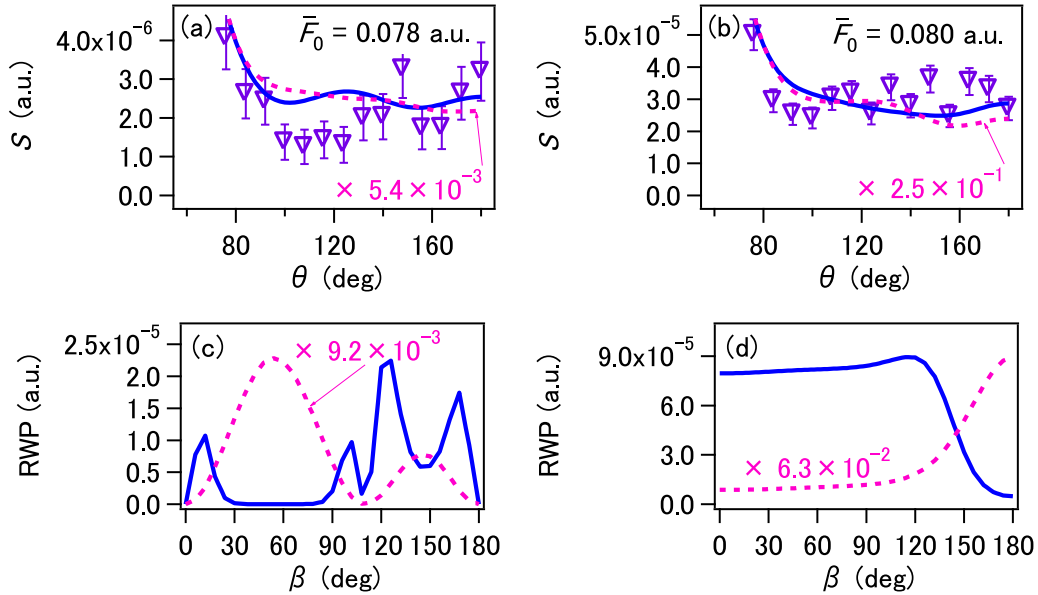 (a) F̄₀ = 0.078 a.u.
4.0x10⁻⁶
3.0
2.0
1.0
0.0
S (a.u.)
× 5.4 × 10⁻³
80 120 160
θ (deg)
(b) F̄₀ = 0.080 a.u.
5.0x10⁻⁵
4.0
3.0
2.0
1.0
0.0
S (a.u.)
× 2.5 × 10⁻¹
80 120 160
θ (deg)
(c) × 9.2 × 10⁻³
2.5x10⁻⁵
2.0
1.5
1.0
0.5
0.0
RWP (a.u.)
0 30 60 90 120 150 180
β (deg)
(d)
9.0x10⁻⁵
6.0
3.0
0.0
RWP (a.u.)
× 6.3 × 10⁻²
0 30 60 90 120 150 180
β (deg)